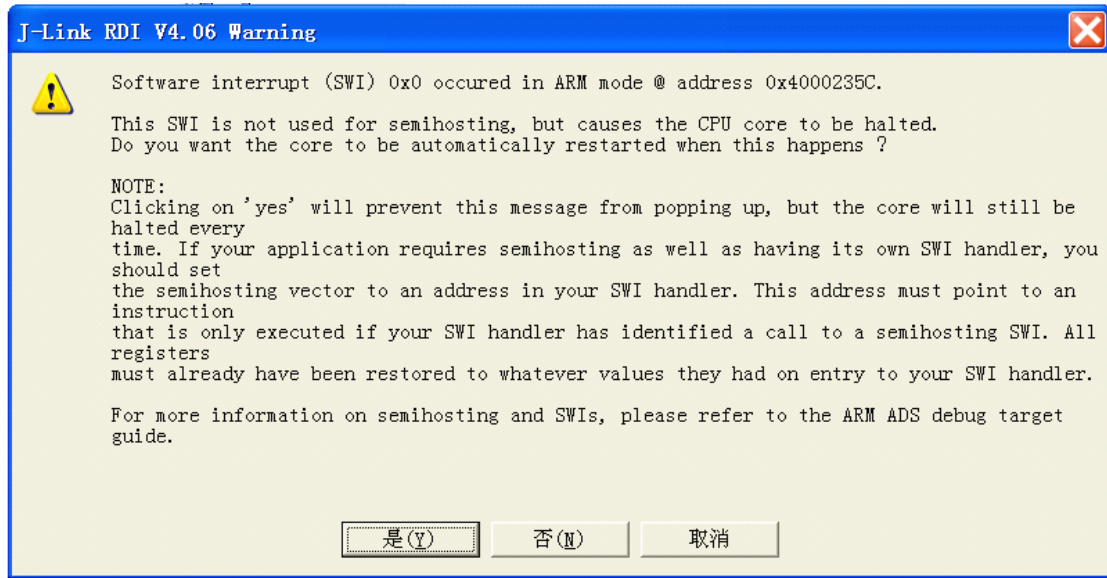 J-Link RDI V4.06 Warning
Software interrupt (SWI) 0x0 occured in ARM mode @ address 0x4000235C.
This SWI is not used for semihosting, but causes the CPU core to be halted.
Do you want the core to be automatically restarted when this happens ?
NOTE:
Clicking on 'yes' will prevent this message from popping up, but the core will still be
halted every
time. If your application requires semihosting as well as having its own SWI handler, you
should set
the semihosting vector to an address in your SWI handler. This address must point to an
instruction
that is only executed if your SWI handler has identified a call to a semihosting SWI. All
registers
must already have been restored to whatever values they had on entry to your SWI handler.
For more information on semihosting and SWIs, please refer to the ARM ADS debug target
guide.
是(Y) 否(N) 取消